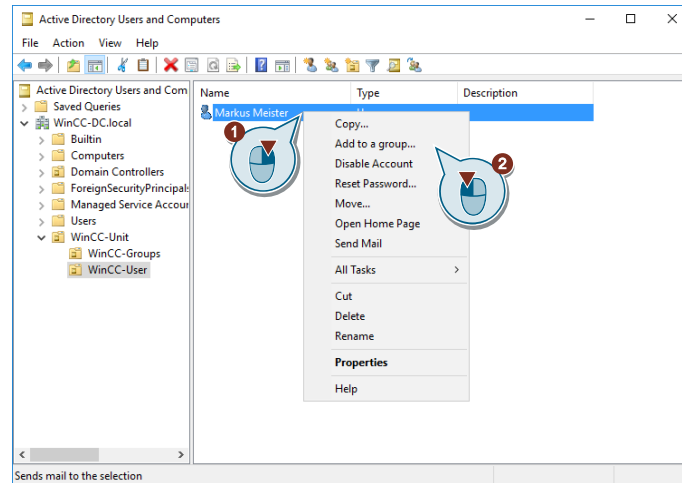 Active Directory Users and Computers
File Action View Help
Active Directory Users and Com
Saved Queries
WinCC-DC.local
Builtin
Computers
Domain Controllers
ForeignSecurityPrincipals
Managed Service Accour
Users
WinCC-Unit
WinCC-Groups
WinCC-User
Name Type Description
Markus Meister
1
Copy...
Add to a group...
Disable Account
Reset Password...
Move...
Open Home Page
Send Mail
All Tasks
Cut
Delete
Rename
Properties
Help
2
Sends mail to the selection